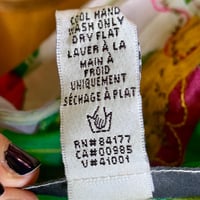 COOL HAND
WASH ONLY
DRY FLAT
LAVER À LA
MAIN À
FROID
UNIQUEMENT
SÉCHAGE À PLAT
RN#84177
CA#00985
V#41001